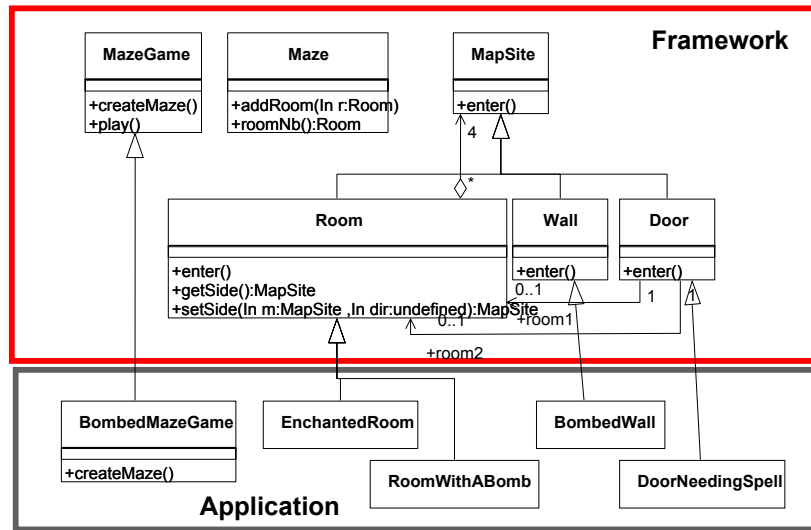 Framework
MazeGame
+createMaze()
+play()
Maze
+addRoom(In r:Room)
+roomNb():Room
MapSite
+enter()
4
*
Room
+enter()
+getSide():MapSite
+setSide(In m:MapSite ,In dir:undefined):MapSite
Wall
+enter()
Door
+enter()
0..1
1
+room1
0..1
1
+room2
BombedMazeGame
+createMaze()
EnchantedRoom
RoomWithABomb
BombedWall
DoorNeedingSpell
Application